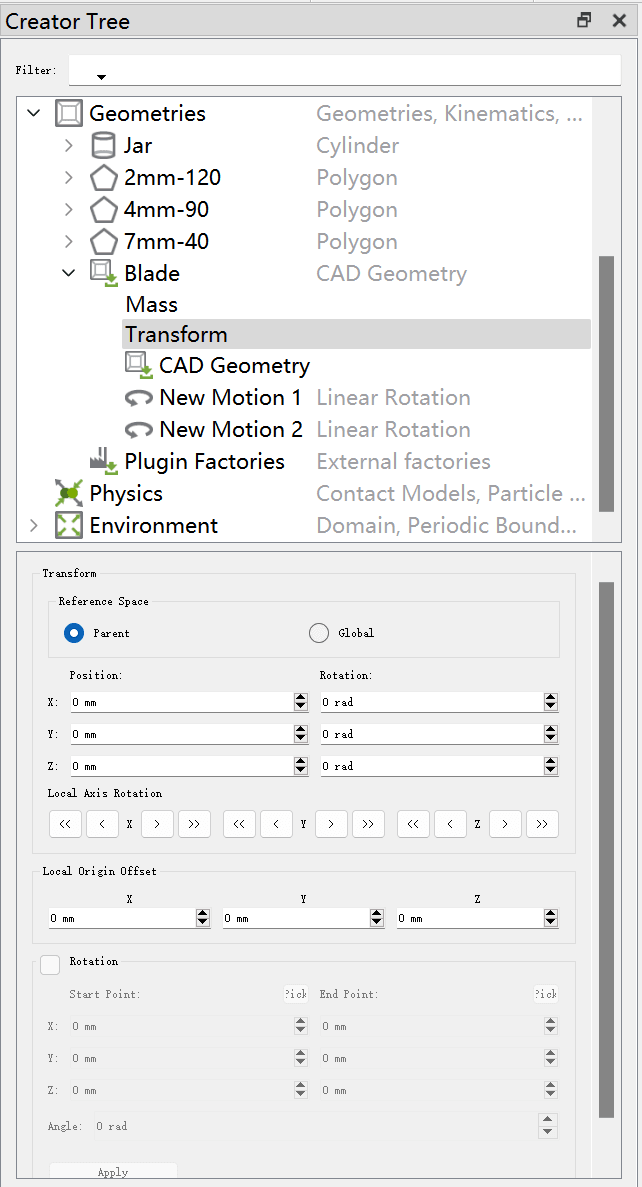 Creator Tree
Filter:
Geometries Geometries, Kinematics, ...
Jar Cylinder
2mm-120 Polygon
4mm-90 Polygon
7mm-40 Polygon
Blade CAD Geometry
Mass
Transform
CAD Geometry
New Motion 1 Linear Rotation
New Motion 2 Linear Rotation
Plugin Factories External factories
Physics Contact Models, Particle ...
Environment Domain, Periodic Bound...
Transform
Reference Space
Parent Global
Position: Rotation:
X: 0 mm 0 rad
Y: 0 mm 0 rad
Z: 0 mm 0 rad
Local Axis Rotation
<< < X > >> << < Y > >> << < Z > >>
Local Origin Offset
X Y Z
0 mm 0 mm 0 mm
Rotation
Start Point: Pick End Point: Pick
X: 0 mm 0 mm
Y: 0 mm 0 mm
Z: 0 mm 0 mm
Angle: 0 rad
Apply